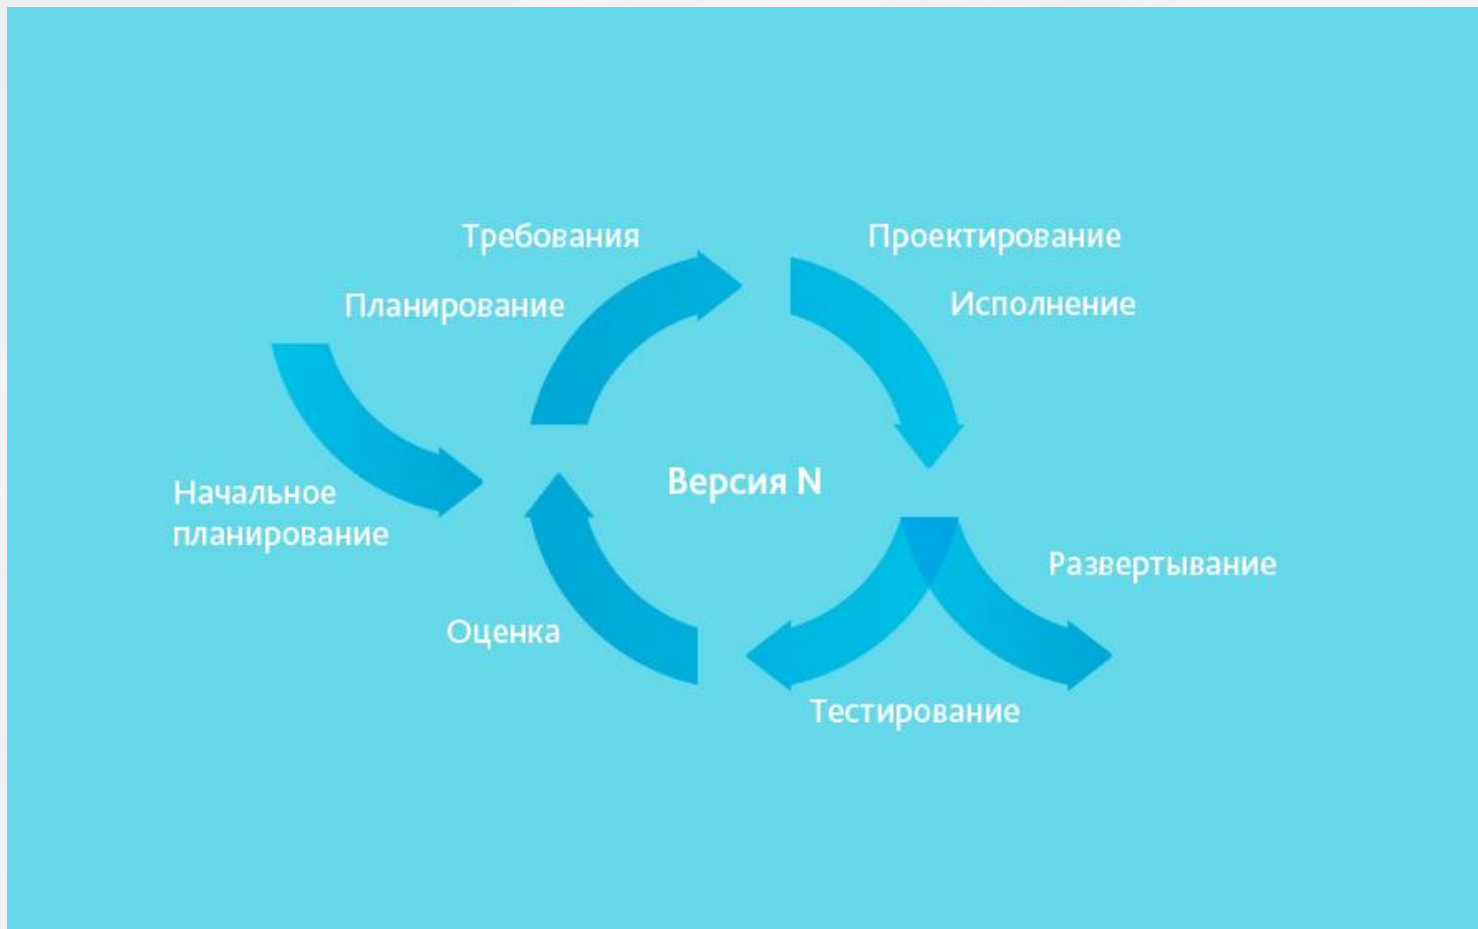 Требования
Проектирование
Планирование
Исполнение
Версия N
Начальное
планирование
Развертывание
Оценка
Тестирование